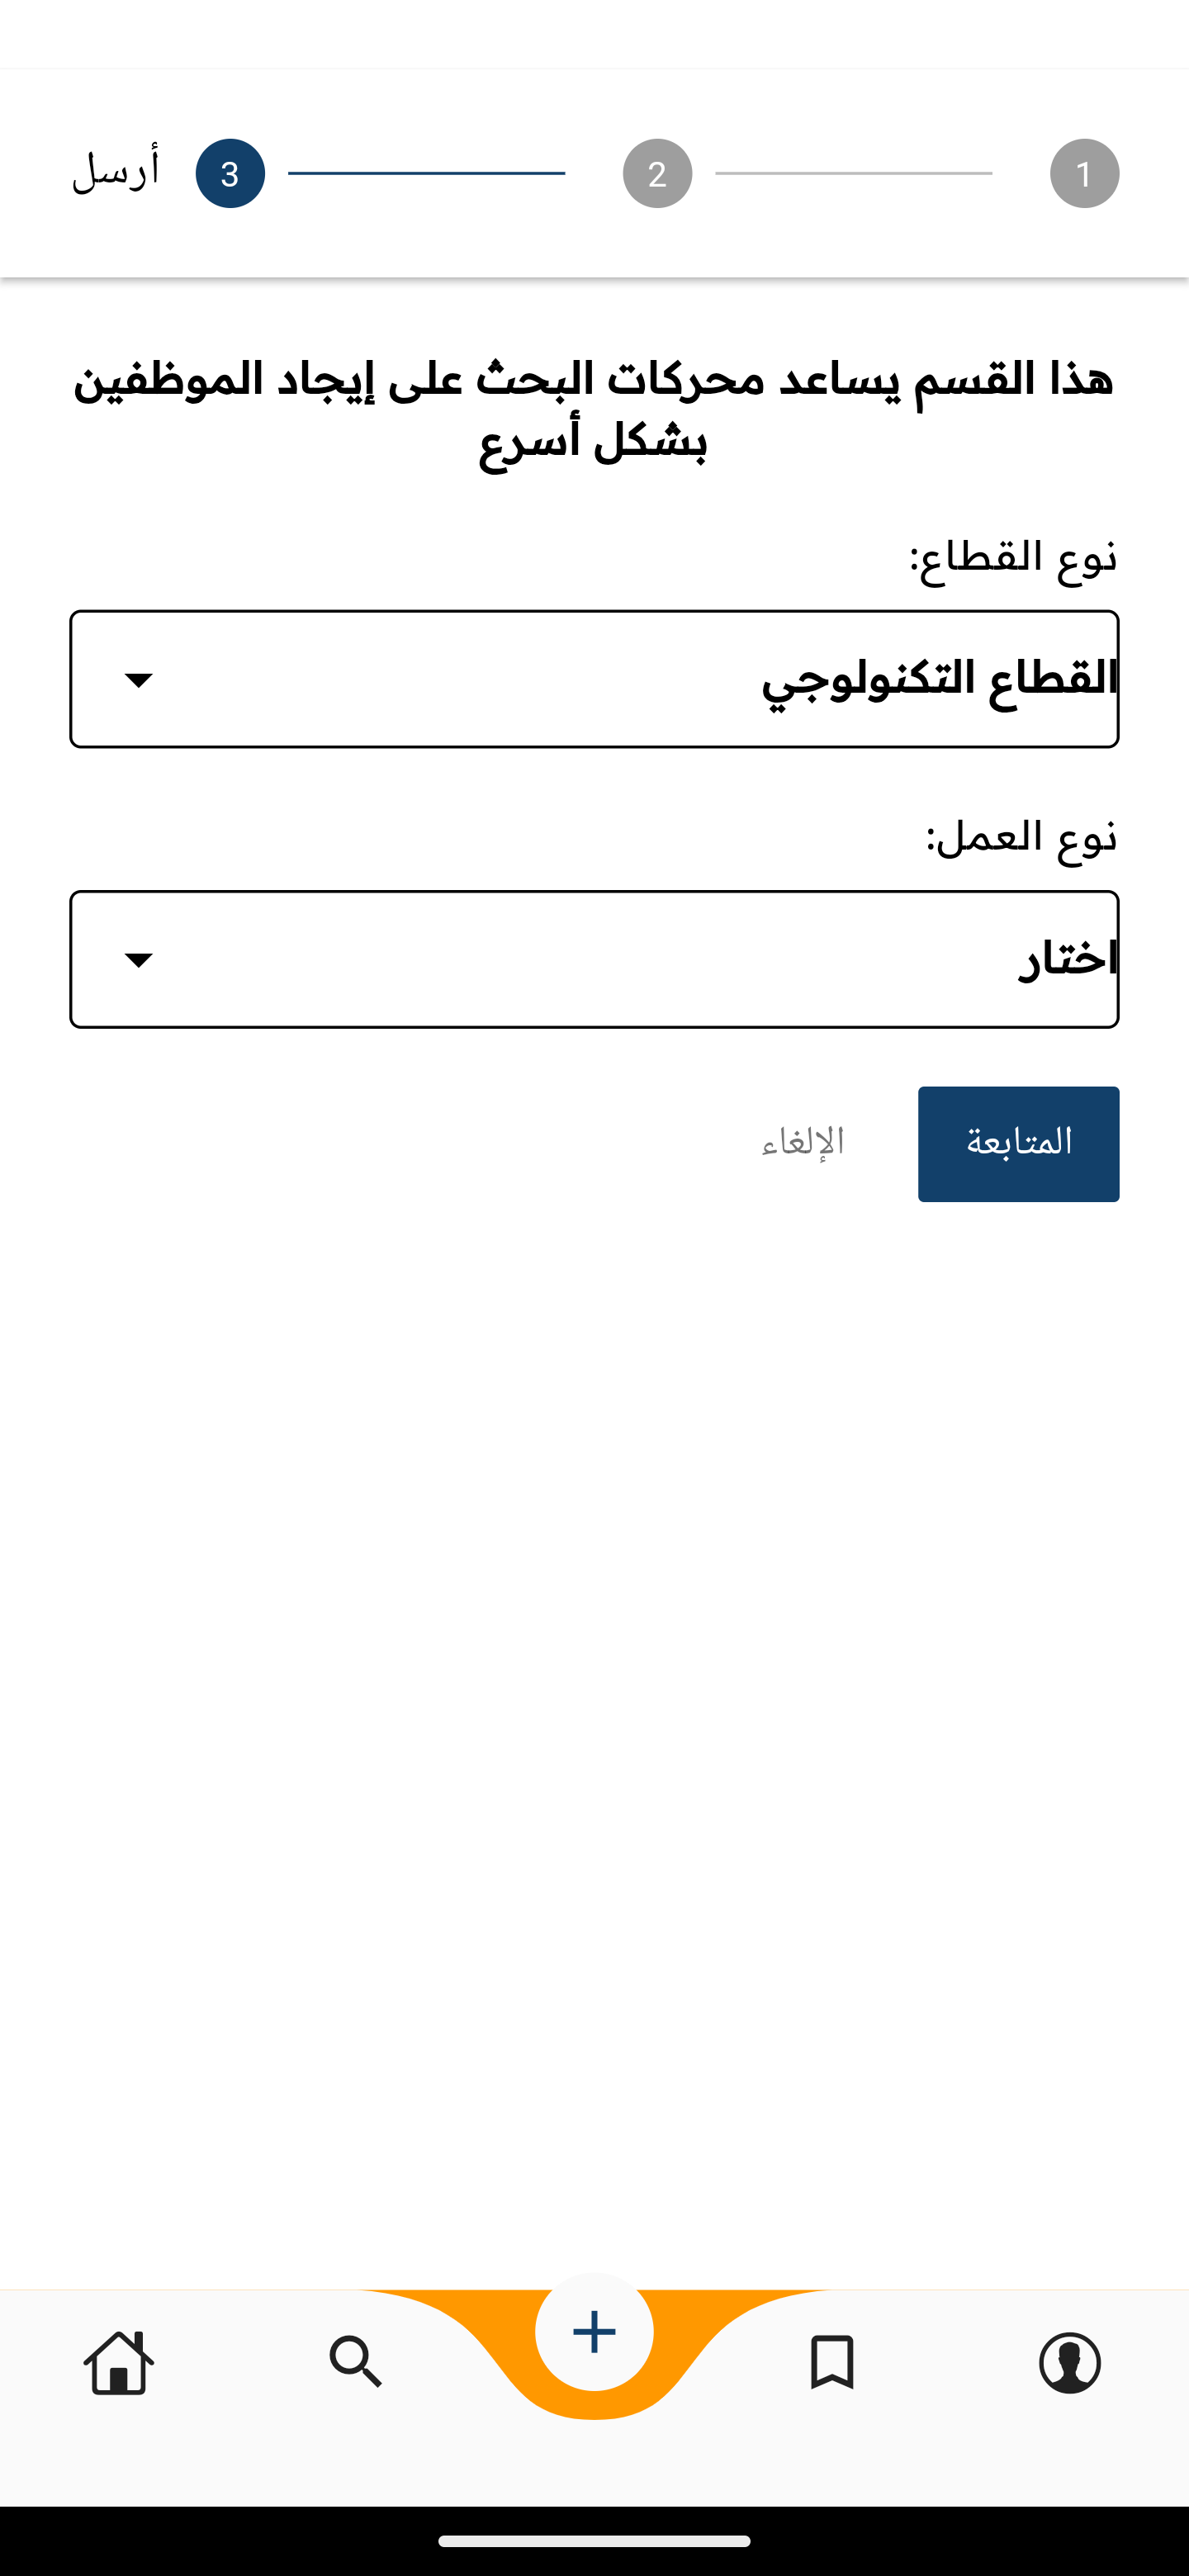 1
2
3 أرسل
هذا القسم يساعد محركات البحث على إيجاد الموظفين
بشكل أسرع
نوع القطاع:
القطاع التكنولوجي
نوع العمل:
اختار
المتابعة
الإلغاء